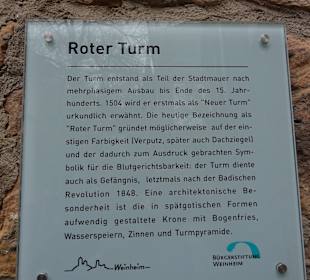 Roter Turm
Der Turm entstand als Teil der Stadtmauer nach
mehrphasigem Ausbau bis Ende des 15. Jahr-
hunderts. 1504 wird er erstmals als "Neuer Turm"
urkundlich erwähnt. Die heutige Bezeichnung als
"Roter Turm" gründet möglicherweise auf der ein-
stigen Farbigkeit (Verputz, später auch Dachziegel)
und der dadurch zum Ausdruck gebrachten Sym-
bolik für die Blutgerichtsbarkeit: der Turm diente
auch als Gefängnis, letztmals nach der Badischen
Revolution 1848. Eine architektonische Be-
sonderheit ist die in spätgotischen Formen
aufwendig gestaltete Krone mit Bogenfries,
Wasserspeiern, Zinnen und Turmpyramide.
Weinheim
BÜRGERSTIFTUNG
WEINHEIM